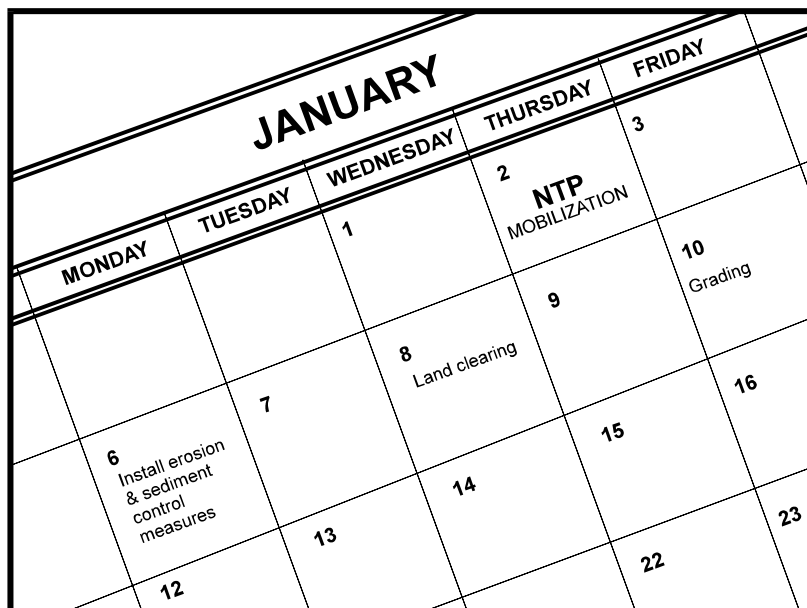 JANUARY
MONDAY
TUESDAY
WEDNESDAY
THURSDAY
FRIDAY
1
2
NTP
MOBILIZATION
3
6
Install erosion
& sediment
control
measures
7
8
Land clearing
9
10
Grading
12
13
14
15
16
22
23